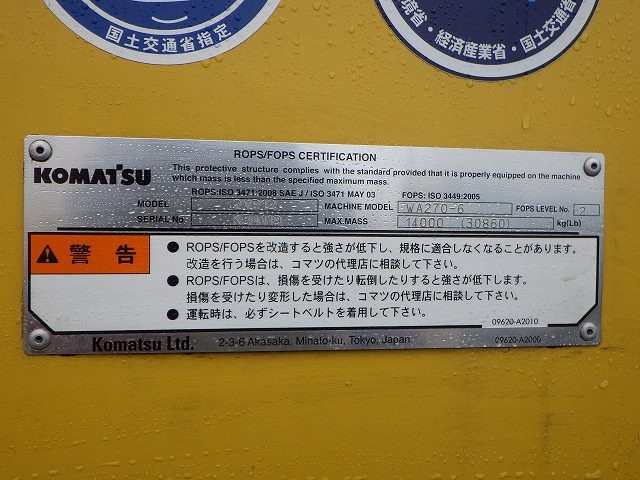 国土交通省指定
境省・経済産業省・国土交通
ROPS/FOPS CERTIFICATION
KOMATSU
This protective structure complies with the standard provided that it is properly equipped on the machine
which mass is less than the specified maximum mass.
ROPS:ISO 3471-2008 SAE J / ISO 3471 MAY 03 FOPS: ISO 3449:2005
MODEL MACHINE MODEL WA270-6 FOPS LEVEL No. 2
SERIAL No. MAX.MASS 14000 (30860) kg(Lb)
警告
● ROPS/FOPSを改造すると強さが低下し、規格に適合しなくなることがあります。
改造を行う場合は、コマツの代理店に相談して下さい。
● ROPS/FOPSは、損傷を受けたり転倒したりすると強さが低下します。
損傷を受けたり変形した場合は、コマツの代理店に相談して下さい。
● 運転時は、必ずシートベルトを着用して下さい。
09620-A2010
Komatsu Ltd. 2-3-6 Akasaka, Minato-ku, Tokyo, Japan 09620-A2000